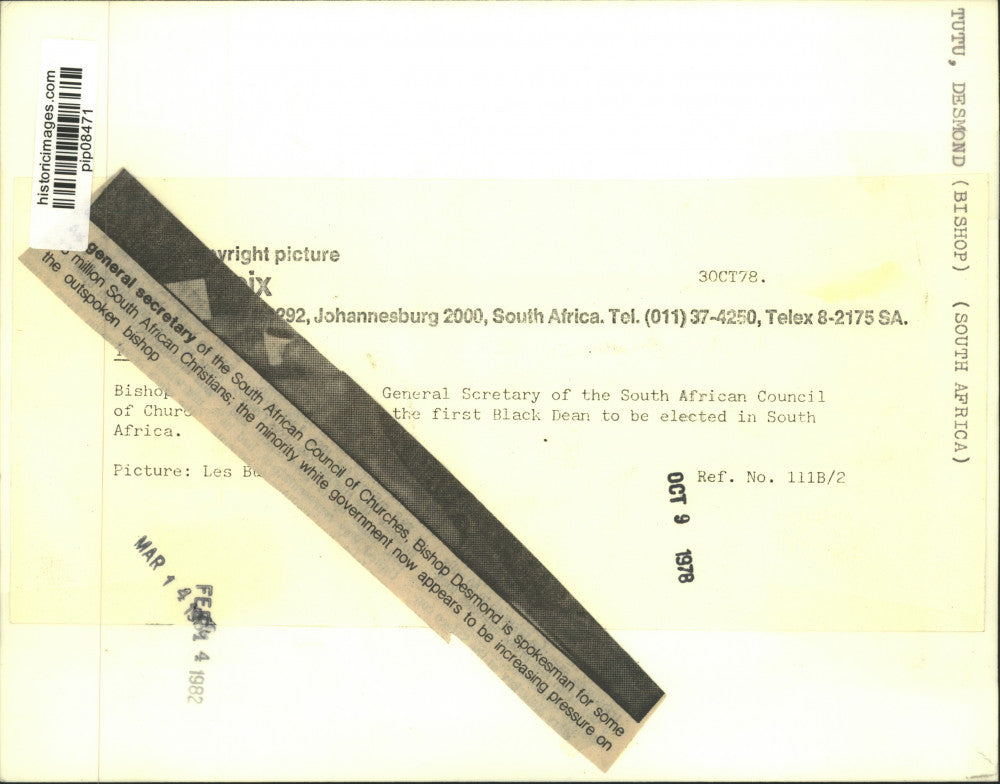 TUTU, DESMOND (BISHOP) (SOUTH AFRICA)
historicimages.com
pip08471
yright picture
ix
292, Johannesburg 2000, South Africa. Tel. (011) 37-4250, Telex 8-2175 SA.
3OCT78.
Bishop General Scretary of the South African Council
of Churc the first Black Dean to be elected in South
Africa.
Picture: Les Bu Ref. No. 111B/2
general secretary of the South African Council of Churches, Bishop Desmond is spokesman for some
million South African Christians; the minority white government now appears to be increasing pressure on
the outspoken bishop
OCT 9 1978
MAR 1 4
4 1982